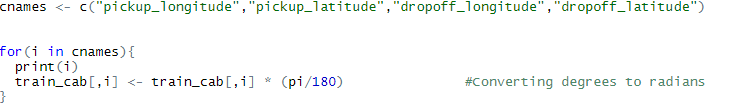 cnames <- c("pickup_longitude","pickup_latitude","dropoff_longitude","dropoff_latitude")
for(i in cnames){
  print(i)
  train_cab[,i] <- train_cab[,i] * (pi/180)               #Converting degrees to radians
}